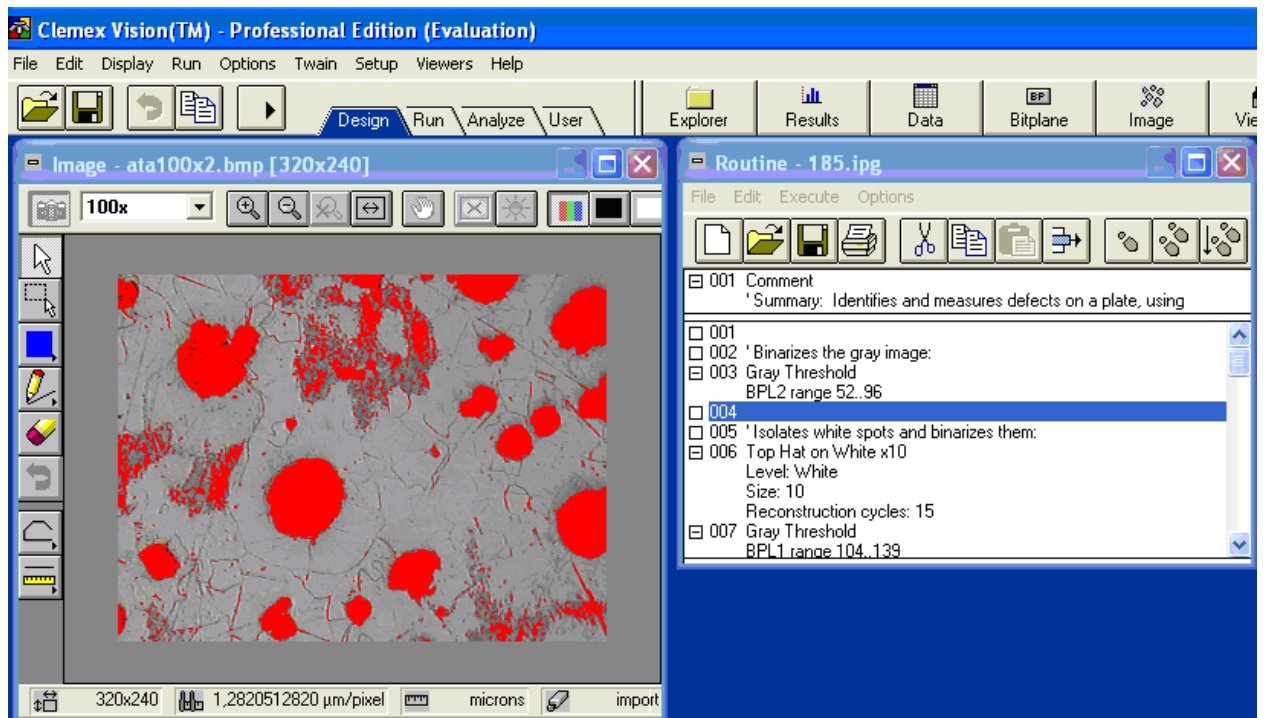 Clemex Vision(TM) - Professional Edition (Evaluation)
File Edit Display Run Options Twain Setup Viewers Help
Design Run Analyze User Explorer Results Data BP Bitplane Image
Image - ata100x2.bmp [320x240]
100x
320x240 1,2820512820 µm/pixel microns import
Routine - 185.ipg
File Edit Execute Options
001 Comment
'Summary: Identifies and measures defects on a plate, using
001
002 'Binarizes the gray image:
003 Gray Threshold
BPL2 range 52..96
004
005 'Isolates white spots and binarizes them:
006 Top Hat on White x10
Level: White
Size: 10
Reconstruction cycles: 15
007 Gray Threshold
BPL1 range 104..139